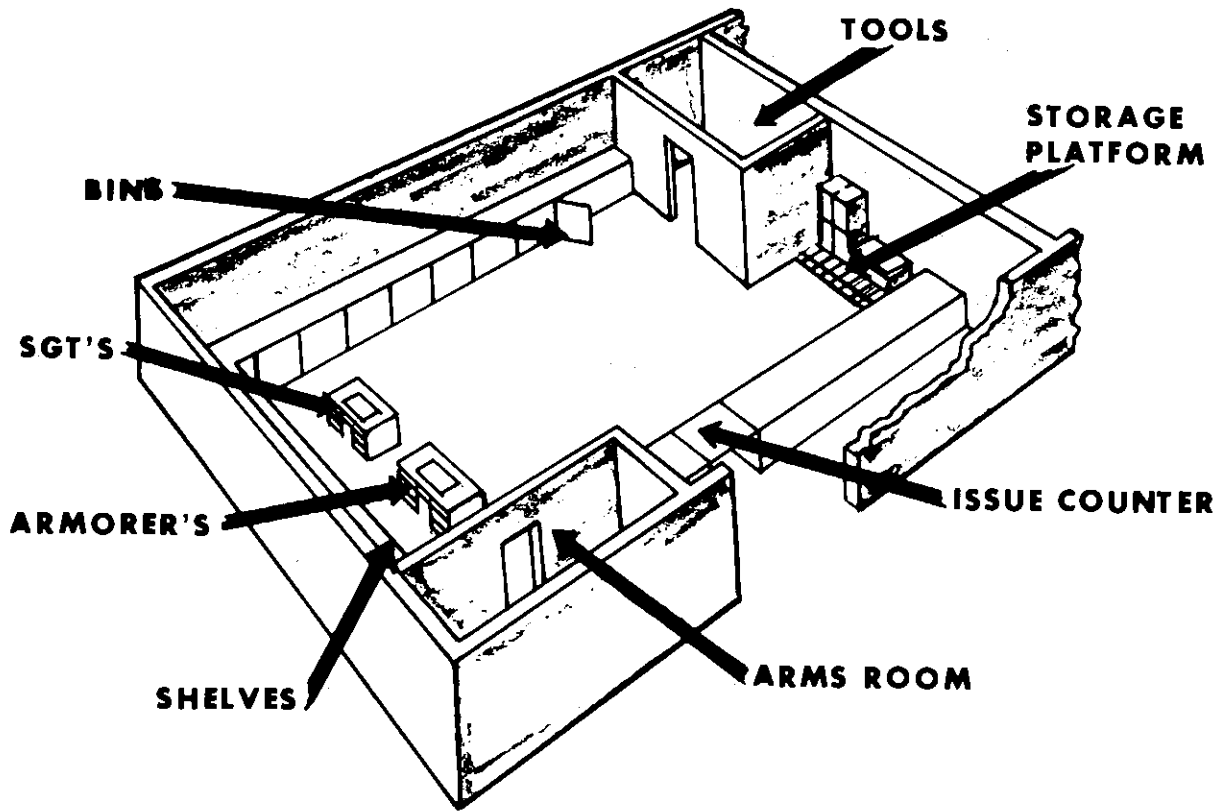 TOOLS
STORAGE
PLATFORM
BINS
SGT'S
ARMORER'S
ISSUE COUNTER
SHELVES
ARMS ROOM